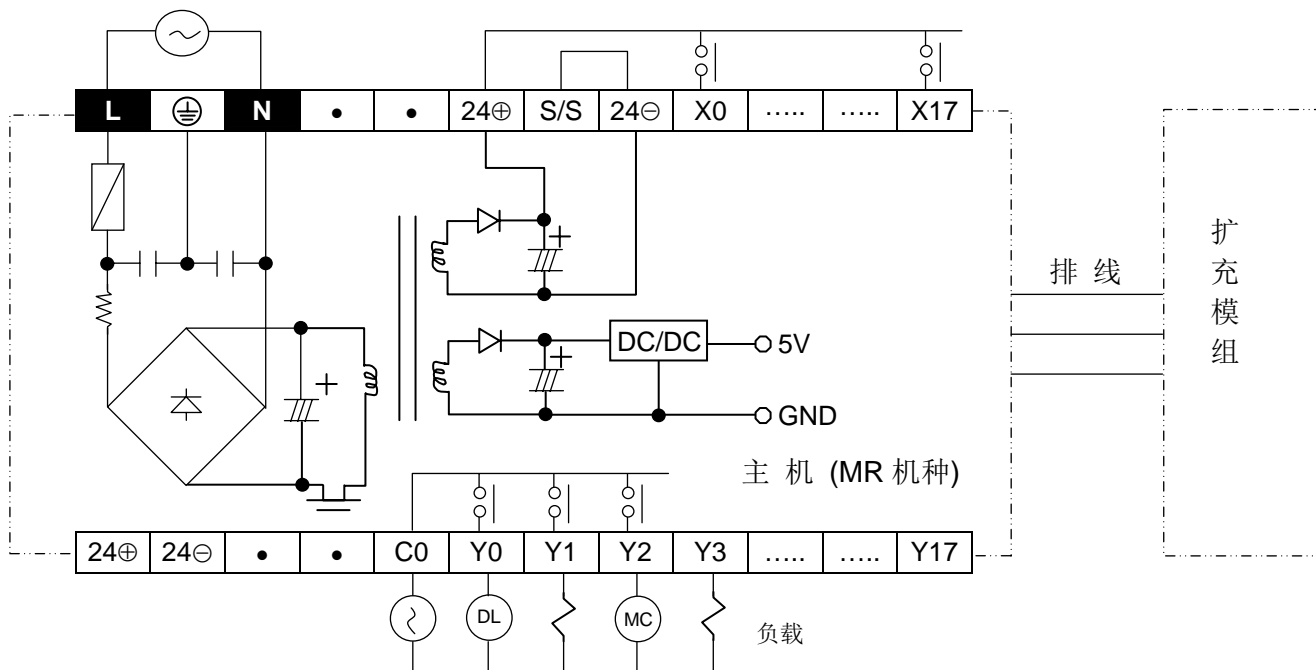 L ⏚ N • • 24⊕ S/S 24⊖ X0 ..... ..... X17
+
+
+
DC/DC
5V
GND
排线
扩充模组
主机 (MR 机种)
24⊕ 24⊖ • • C0 Y0 Y1 Y2 Y3 ..... ..... Y17
DL
MC
负载